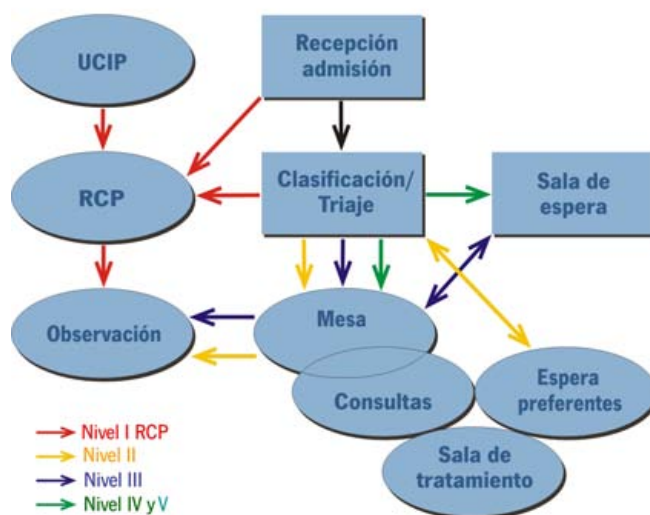 UCIP
Recepción
admisión
RCP
Clasificación/
Triaje
Sala de
espera
Observación
Mesa
Consultas
Espera
preferentes
Sala de
tratamiento
Nivel I RCP
Nivel II
Nivel III
Nivel IV y V